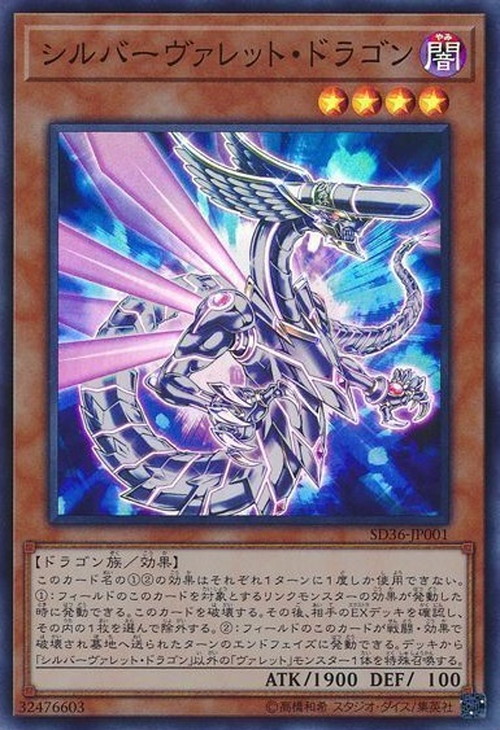 シルバーヴァレット・ドラゴン
闇
SD36-JP001
【ドラゴン族/効果】
このカード名の①②の効果はそれぞれ1ターンに1度しか使用できない。
①:フィールドのこのカードを対象とするリンクモンスターの効果が発動した
時に発動できる。このカードを破壊する。その後、相手のEXデッキを確認し、
その内の1枚を選んで除外する。②:フィールドのこのカードが戦闘・効果で
破壊され墓地へ送られたターンのエンドフェイズに発動できる。デッキから
「シルバーヴァレット・ドラゴン」以外の「ヴァレット」モンスター1体を特殊召喚する。
ATK/1900 DEF/ 100
32476603 ©高橋和希 スタジオ・ダイス/集英社